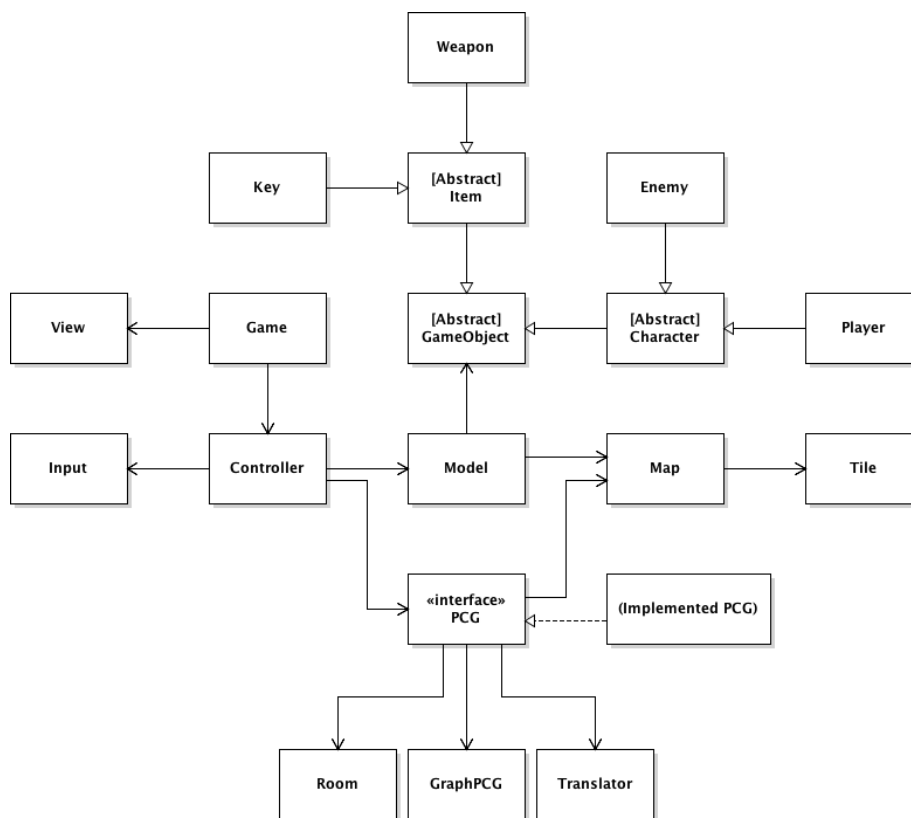 Weapon
Key
[Abstract]
Item
Enemy
View
Game
[Abstract]
GameObject
[Abstract]
Character
Player
Input
Controller
Model
Map
Tile
«interface»
PCG
(Implemented PCG)
Room
GraphPCG
Translator